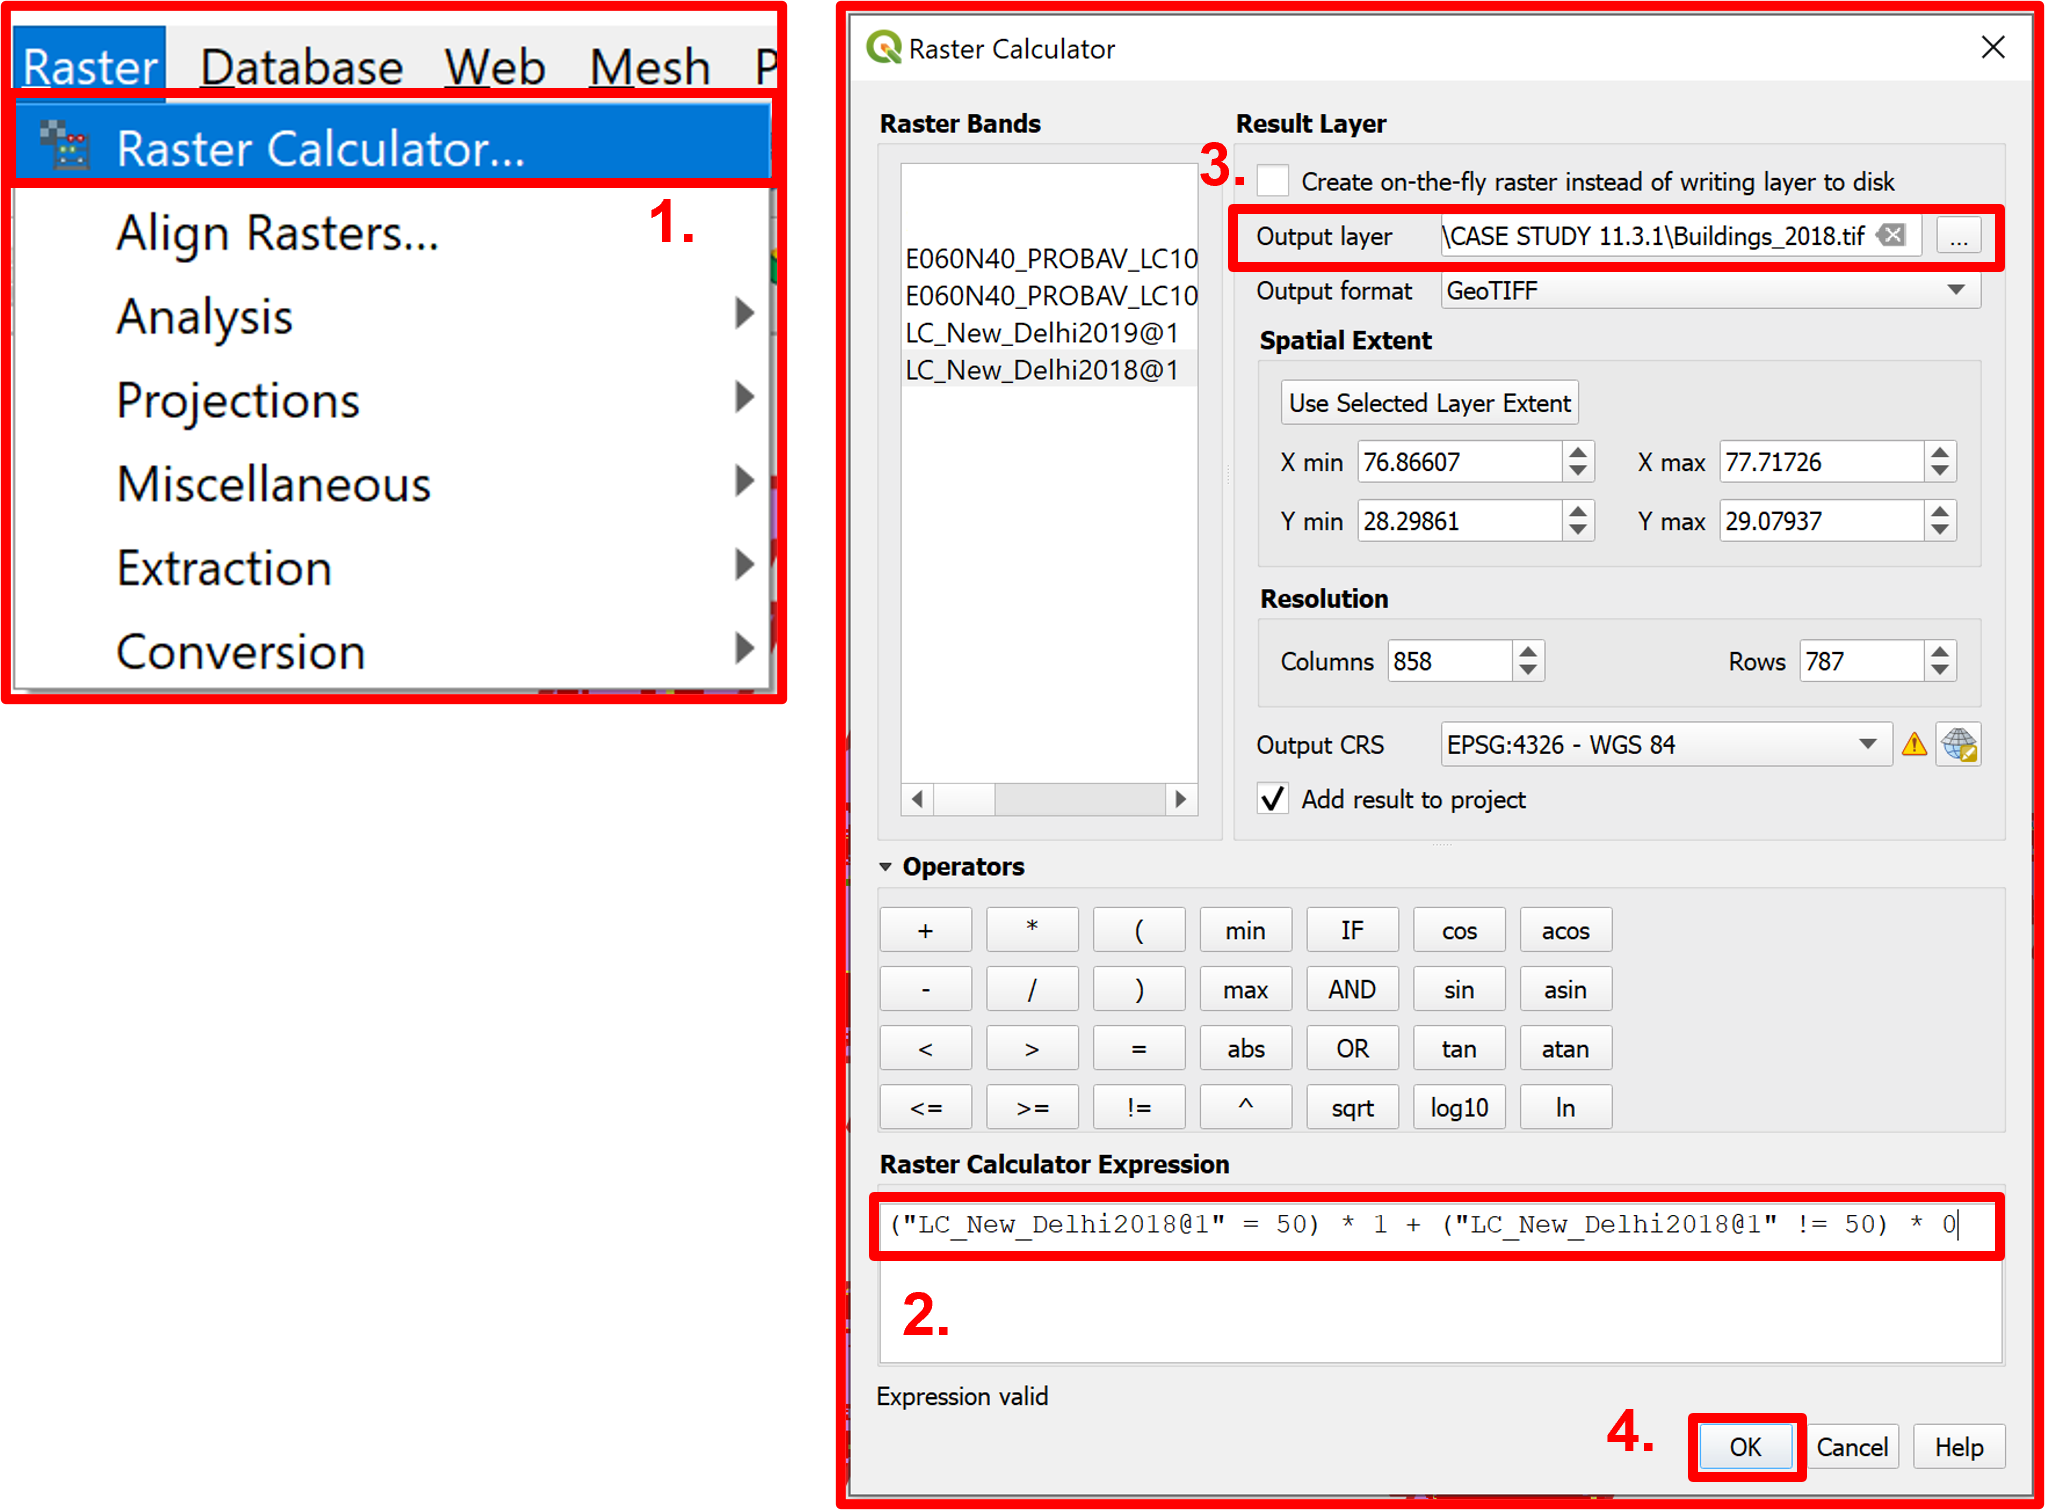 Raster Database Web Mesh P
Raster Calculator...
1.
Align Rasters...
Analysis
Projections
Miscellaneous
Extraction
Conversion
Raster Calculator
Raster Bands
E060N40_PROBAV_LC10
E060N40_PROBAV_LC10
LC_New_Delhi2019@1
LC_New_Delhi2018@1
Result Layer
3.
Create on-the-fly raster instead of writing layer to disk
Output layer \CASE STUDY 11.3.1\Buildings_2018.tif ...
Output format GeoTIFF
Spatial Extent
Use Selected Layer Extent
X min 76.86607 X max 77.71726
Y min 28.29861 Y max 29.07937
Resolution
Columns 858 Rows 787
Output CRS EPSG:4326 - WGS 84
Add result to project
Operators
+ * ( min IF cos acos
- / ) max AND sin asin
< > = abs OR tan atan
<= >= != ^ sqrt log10 ln
Raster Calculator Expression
("LC_New_Delhi2018@1" = 50) * 1 + ("LC_New_Delhi2018@1" != 50) * 0
2.
Expression valid
4.
OK Cancel Help